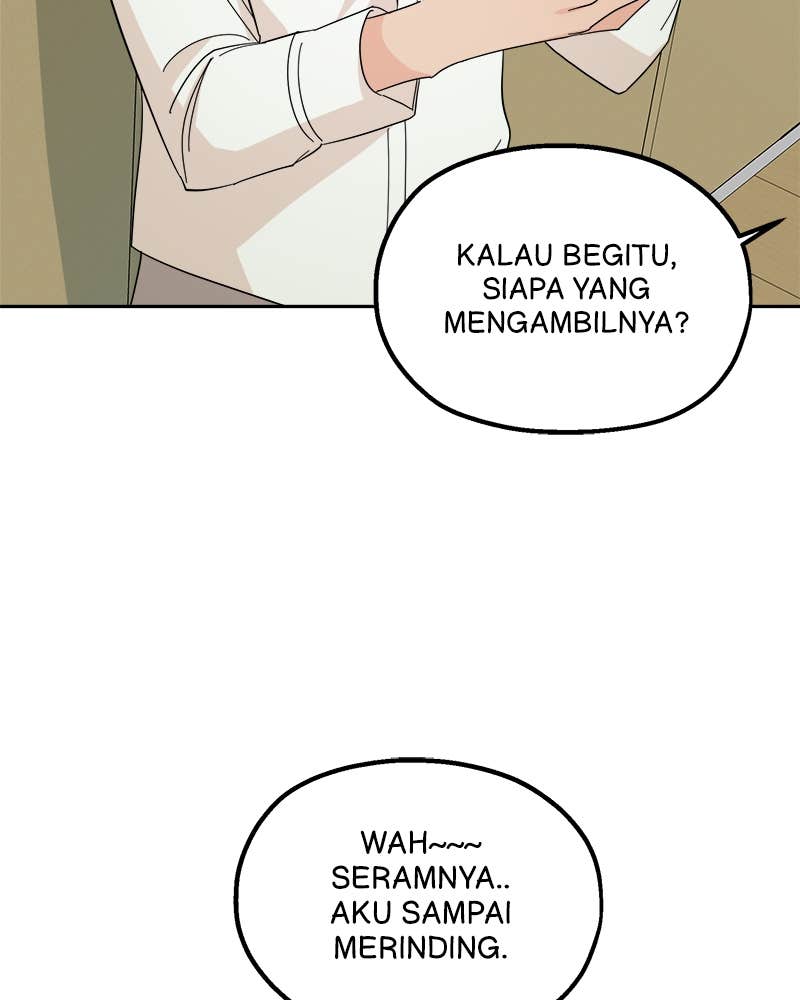 KALAU BEGITU,
SIAPA YANG
MENGAMBILNYA?
WAH~~~
SERAMNYA..
AKU SAMPAI
MERINDING.